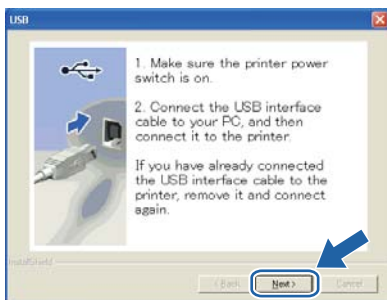 USB
1. Make sure the printer power
switch is on.
2. Connect the USB interface
cable to your PC, and then
connect it to the printer.
If you have already connected
the USB interface cable to the
printer, remove it and connect
again.
InstallShield
< Back Next > Cancel